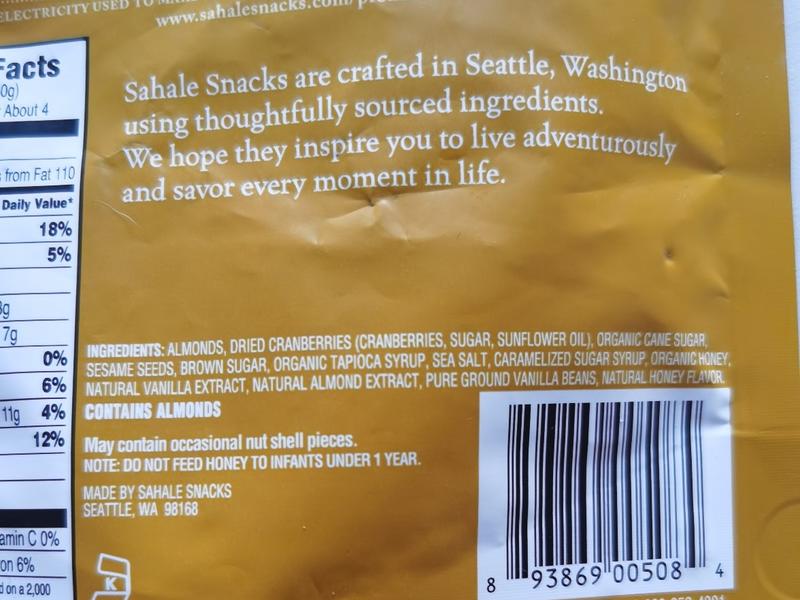 ELECTRICITY USED TO
www.sahalesnacks.com/
Facts
0g)
About 4
from Fat 110
Daily Value*
18%
5%
3g
7g
0%
6%
11g 4%
12%
amin C 0%
on 6%
d on a 2,000
Sahale Snacks are crafted in Seattle, Washington
using thoughtfully sourced ingredients.
We hope they inspire you to live adventurously
and savor every moment in life.
INGREDIENTS: ALMONDS, DRIED CRANBERRIES (CRANBERRIES, SUGAR, SUNFLOWER OIL), ORGANIC CANE SUGAR,
SESAME SEEDS, BROWN SUGAR, ORGANIC TAPIOCA SYRUP, SEA SALT, CARAMELIZED SUGAR SYRUP, ORGANIC HONEY,
NATURAL VANILLA EXTRACT, NATURAL ALMOND EXTRACT, PURE GROUND VANILLA BEANS, NATURAL HONEY FLAVOR.
CONTAINS ALMONDS
May contain occasional nut shell pieces.
NOTE: DO NOT FEED HONEY TO INFANTS UNDER 1 YEAR.
MADE BY SAHALE SNACKS
SEATTLE, WA 98168
K
8 93869 00508 4